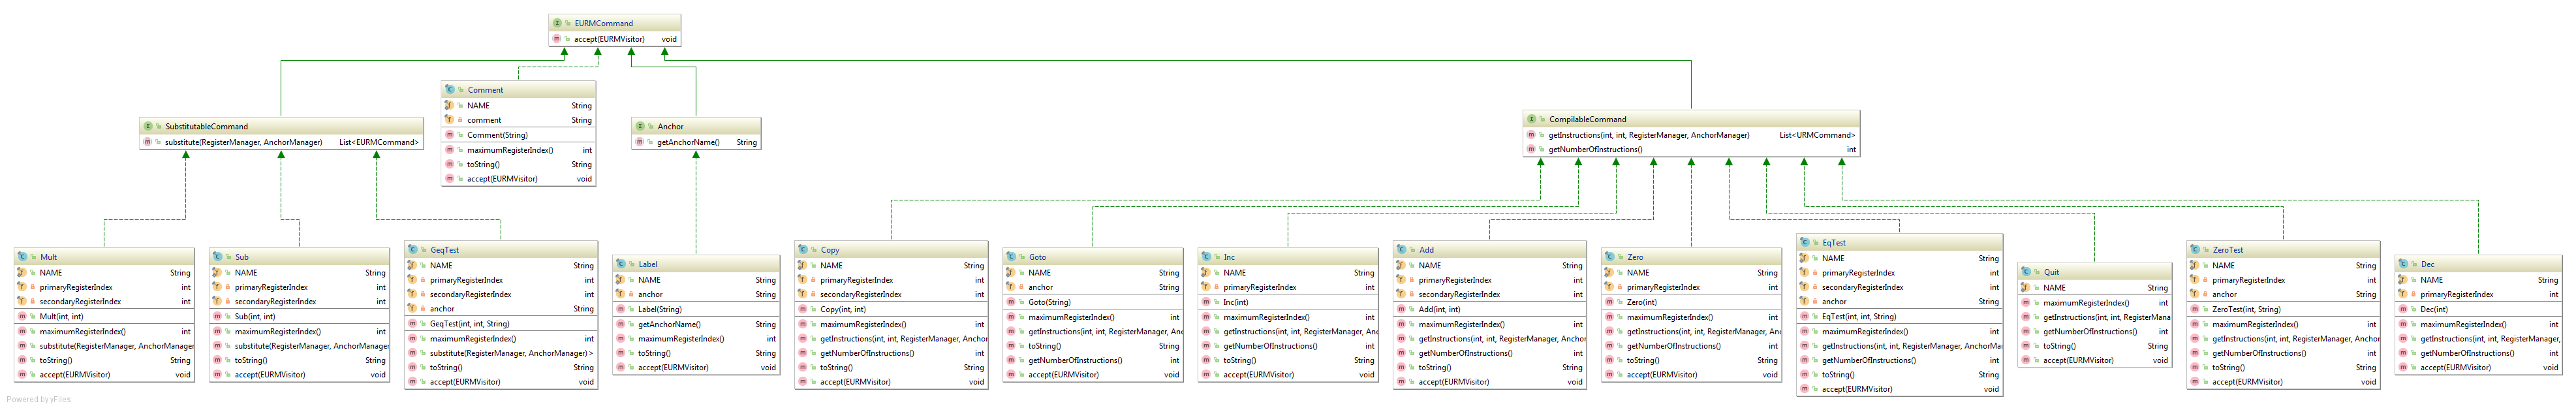 EURMCommand
accept(EURMVisitor) void
Comment
NAME String
comment String
Comment(String)
maximumRegisterIndex() int
toString() String
accept(EURMVisitor) void
SubstitutableCommand
substitute(RegisterManager, AnchorManager) List<EURMCommand>
Anchor
getAnchorName() String
CompilableCommand
getInstructions(int, int, RegisterManager, AnchorManager) List<URMCommand>
getNumberOfInstructions() int
Mult
NAME String
primaryRegisterIndex int
secondaryRegisterIndex int
Mult(int, int)
maximumRegisterIndex() int
substitute(RegisterManager, AnchorManager
toString() String
accept(EURMVisitor) void
Sub
NAME String
primaryRegisterIndex int
secondaryRegisterIndex int
Sub(int, int)
maximumRegisterIndex() int
substitute(RegisterManager, AnchorManager
toString() String
accept(EURMVisitor) void
GeqTest
NAME String
primaryRegisterIndex int
secondaryRegisterIndex int
anchor String
GeqTest(int, int, String)
maximumRegisterIndex() int
substitute(RegisterManager, AnchorManager) >
toString() String
accept(EURMVisitor) void
Label
NAME String
anchor String
Label(String)
getAnchorName() String
maximumRegisterIndex() int
toString() String
accept(EURMVisitor) void
Copy
NAME String
primaryRegisterIndex int
secondaryRegisterIndex int
Copy(int, int)
maximumRegisterIndex() int
getInstructions(int, int, RegisterManager, Anchor
getNumberOfInstructions() int
toString() String
accept(EURMVisitor) void
Goto
NAME String
anchor String
Goto(String)
maximumRegisterIndex() int
getInstructions(int, int, RegisterManager, An
toString() String
getNumberOfInstructions() int
accept(EURMVisitor) void
Inc
NAME String
primaryRegisterIndex int
Inc(int)
maximumRegisterIndex() int
getInstructions(int, int, RegisterManager, An
getNumberOfInstructions() int
toString() String
accept(EURMVisitor) void
Add
NAME String
primaryRegisterIndex int
secondaryRegisterIndex int
Add(int, int)
maximumRegisterIndex() int
getInstructions(int, int, RegisterManager, Anchor
getNumberOfInstructions() int
toString() String
accept(EURMVisitor) void
Zero
NAME String
primaryRegisterIndex int
Zero(int)
maximumRegisterIndex() int
getInstructions(int, int, RegisterManager, An
getNumberOfInstructions() int
toString() String
accept(EURMVisitor) void
EqTest
NAME String
primaryRegisterIndex int
secondaryRegisterIndex int
anchor String
EqTest(int, int, String)
maximumRegisterIndex() int
getInstructions(int, int, RegisterManager, AnchorMa
getNumberOfInstructions() int
toString() String
accept(EURMVisitor) void
Quit
NAME String
maximumRegisterIndex() int
getInstructions(int, int, RegisterMana
getNumberOfInstructions() int
toString() String
accept(EURMVisitor) void
ZeroTest
NAME String
primaryRegisterIndex int
anchor String
ZeroTest(int, String)
maximumRegisterIndex() int
getInstructions(int, int, RegisterManager, Anchor
getNumberOfInstructions() int
toString() String
accept(EURMVisitor) void
Dec
NAME String
primaryRegisterIndex int
Dec(int)
maximumRegisterIndex() int
getInstructions(int, int, RegisterManager,
getNumberOfInstructions() int
toString() String
accept(EURMVisitor) void
Powered by yFiles